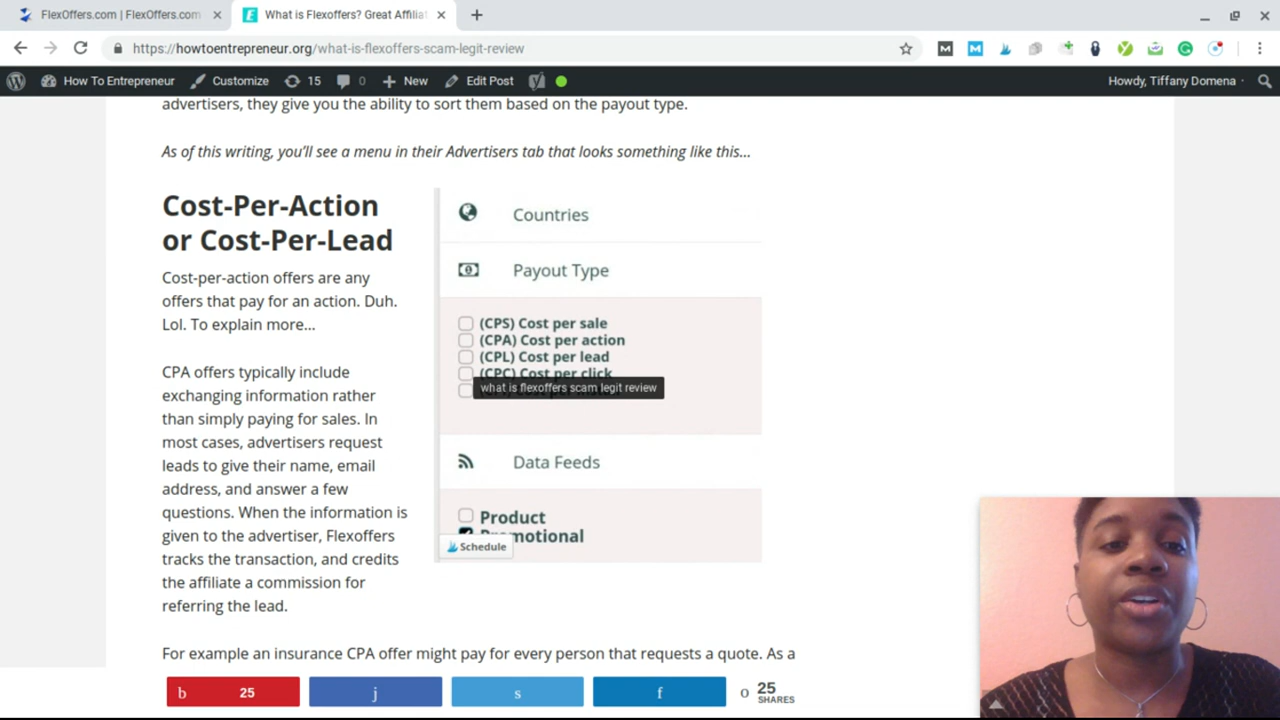 FlexOffers.com | FlexOffers.com
What is Flexoffers? Great Affilia
https://howtoentrepreneur.org/what-is-flexoffers-scam-legit-review
How To Entrepreneur Customize 15 0 New Edit Post Howdy, Tiffany Domena
advertisers, they give you the ability to sort them based on the payout type.
As of this writing, you'll see a menu in their Advertisers tab that looks something like this...
Cost-Per-Action
or Cost-Per-Lead
Cost-per-action offers are any
offers that pay for an action. Duh.
Lol. To explain more...
CPA offers typically include
exchanging information rather
than simply paying for sales. In
most cases, advertisers request
leads to give their name, email
address, and answer a few
questions. When the information is
given to the advertiser, Flexoffers
tracks the transaction, and credits
the affiliate a commission for
referring the lead.
Countries
Payout Type
(CPS) Cost per sale
(CPA) Cost per action
(CPL) Cost per lead
(CPC) Cost per click
what is flexoffers scam legit review
Data Feeds
Product
Promotional
Schedule
For example an insurance CPA offer might pay for every person that requests a quote. As a
b 25 j s f 25
SHARES